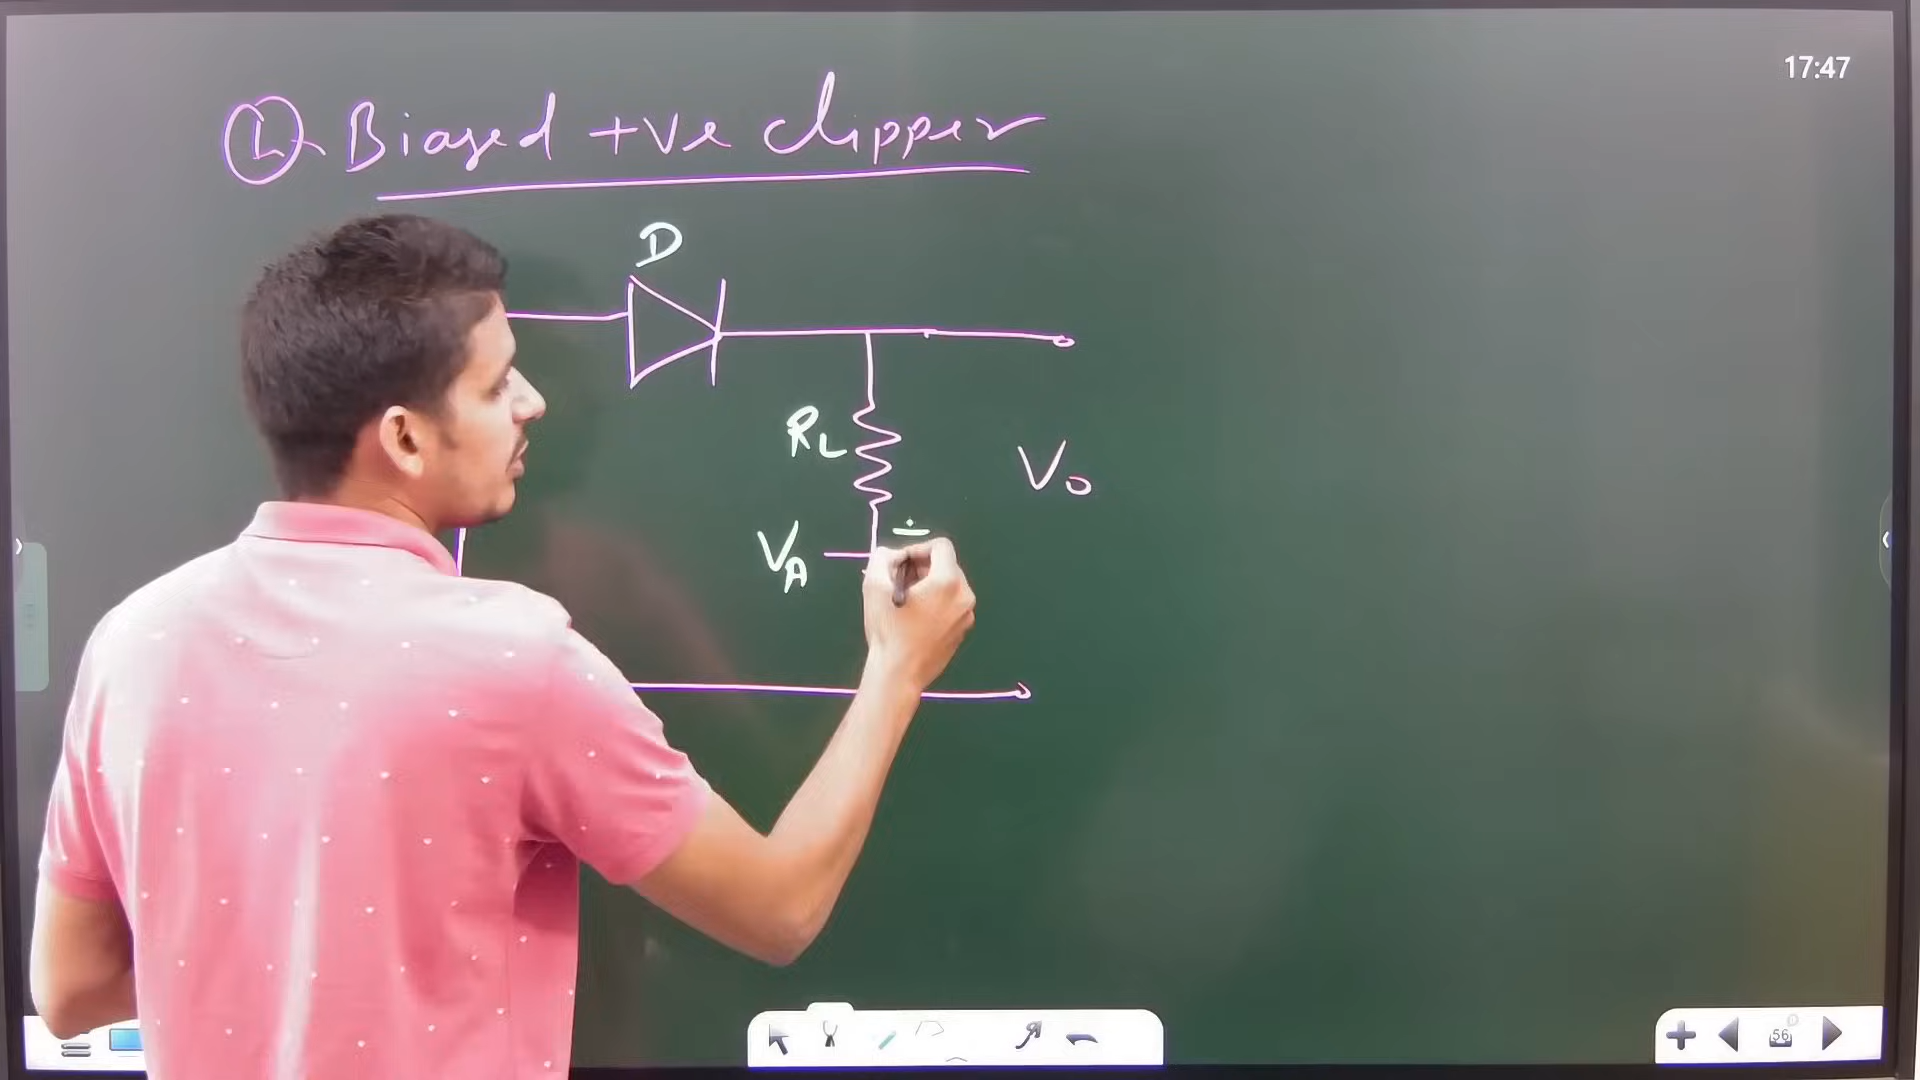 17:47
① Biased +ve clipper
D
RL
Vo
VA
56